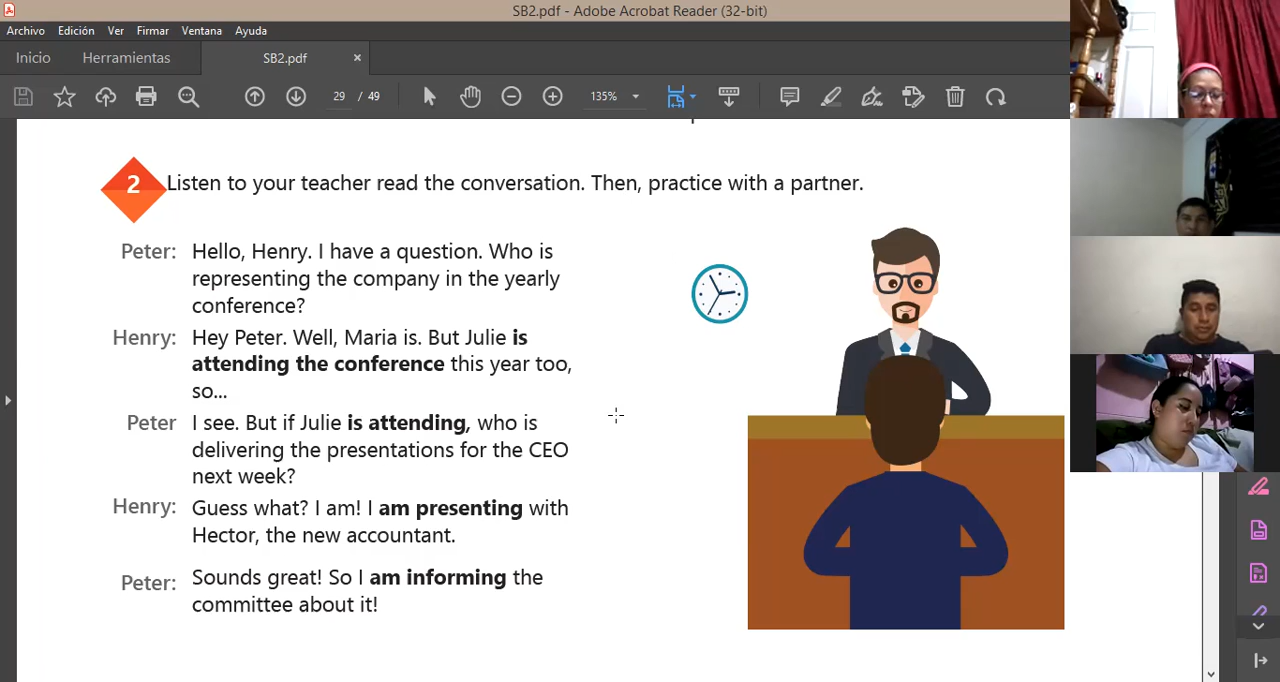 SB2.pdf - Adobe Acrobat Reader (32-bit)
Archivo Edición Ver Firmar Ventana Ayuda
Inicio Herramientas SB2.pdf ×
29 / 49 135%
2 Listen to your teacher read the conversation. Then, practice with a partner.
Peter: Hello, Henry. I have a question. Who is
representing the company in the yearly
conference?
Henry: Hey Peter. Well, Maria is. But Julie is
attending the conference this year too,
so...
Peter I see. But if Julie is attending, who is
delivering the presentations for the CEO
next week?
Henry: Guess what? I am! I am presenting with
Hector, the new accountant.
Peter: Sounds great! So I am informing the
committee about it!